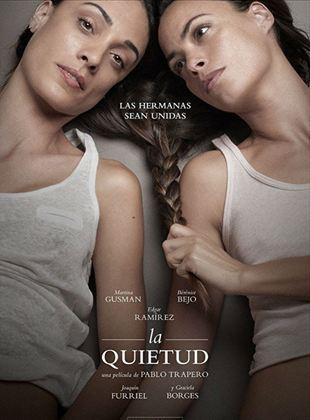 LAS HERMANAS
SEAN UNIDAS
Martina
GUSMAN
Bérénice
BEJO
Edgar
RAMÍREZ
la
QUIETUD
una película de PABLO TRAPERO
Joaquín
FURRIEL
y Graciela
BORGES